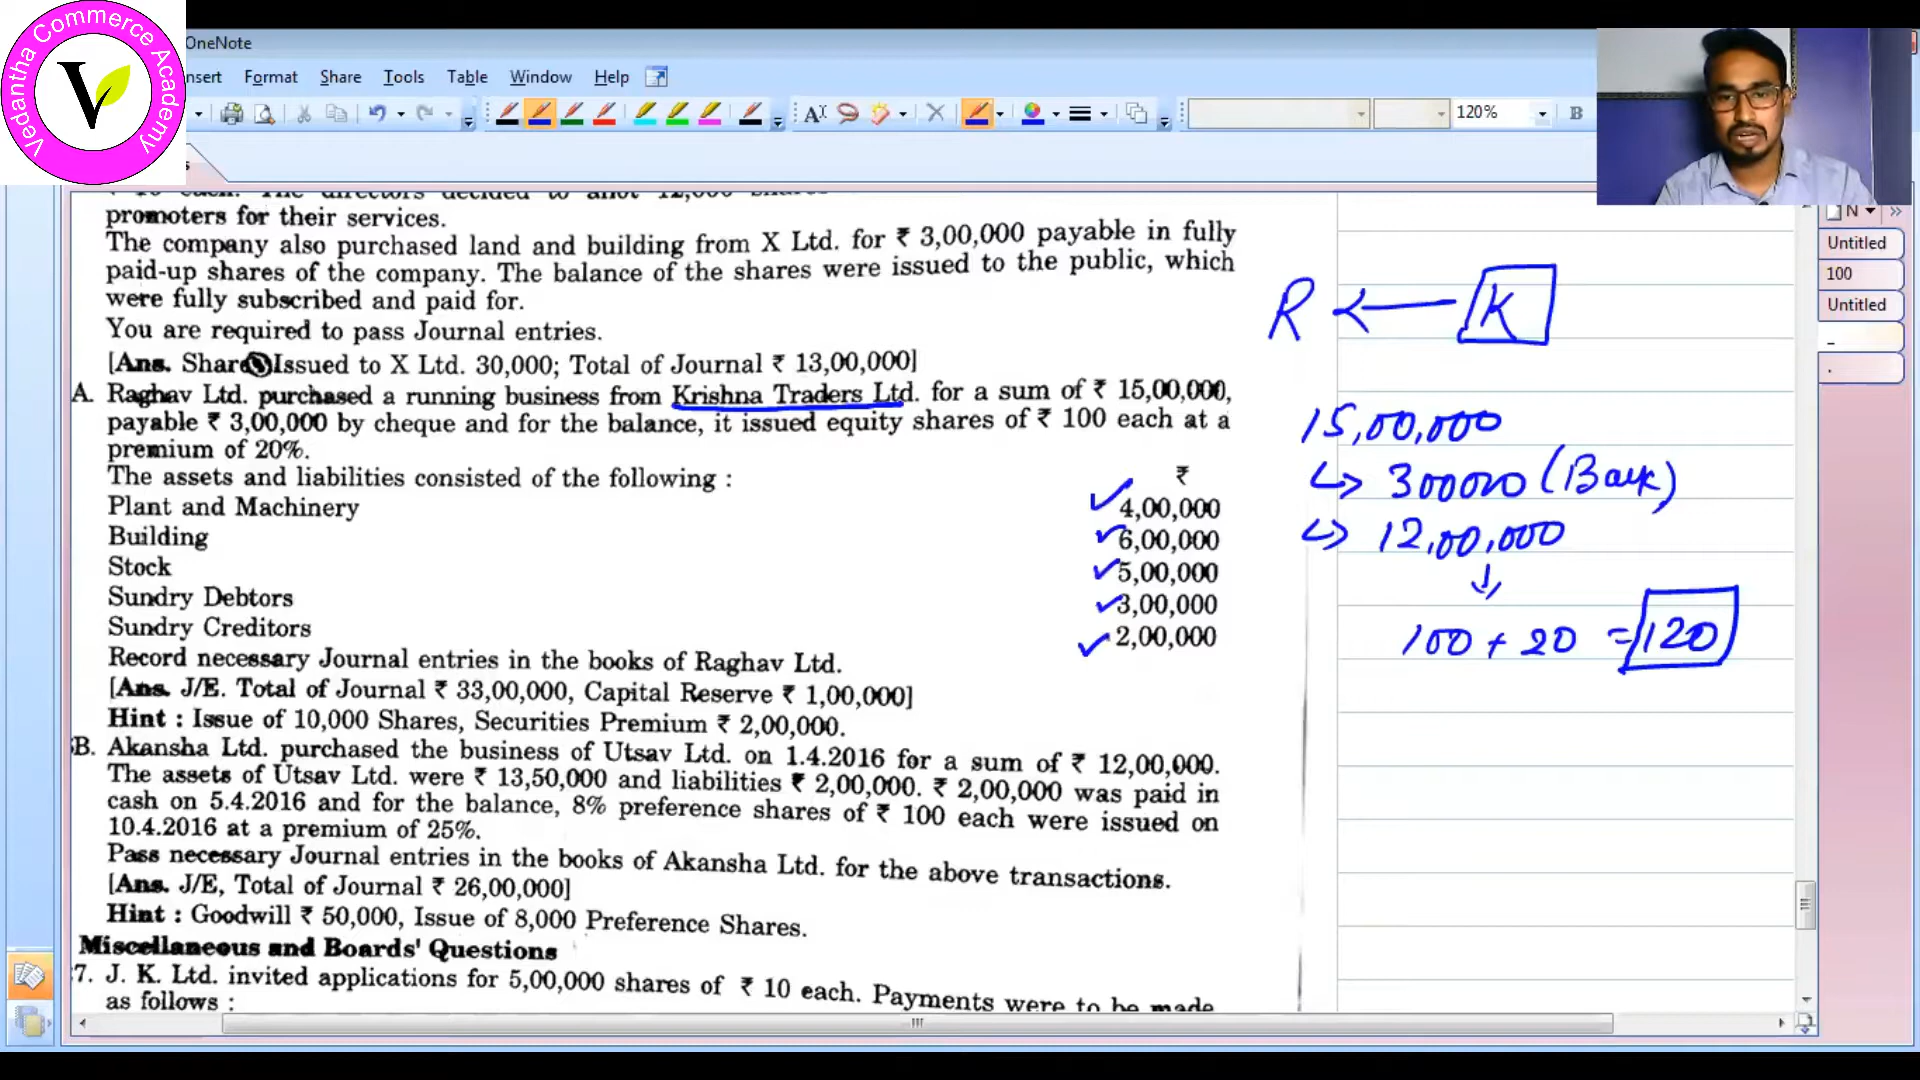 Vedantha Commerce Academy
V
OneNote
nsert Format Share Tools Table Window Help
120% B
N
Untitled
100
Untitled
promoters for their services.
The company also purchased land and building from X Ltd. for ₹ 3,00,000 payable in fully
paid-up shares of the company. The balance of the shares were issued to the public, which
were fully subscribed and paid for.
You are required to pass Journal entries.
[Ans. Shares Issued to X Ltd. 30,000; Total of Journal ₹ 13,00,000]
A. Raghav Ltd. purchased a running business from Krishna Traders Ltd. for a sum of ₹ 15,00,000,
payable ₹ 3,00,000 by cheque and for the balance, it issued equity shares of ₹ 100 each at a
premium of 20%.
The assets and liabilities consisted of the following : ₹
Plant and Machinery 4,00,000
Building 6,00,000
Stock 5,00,000
Sundry Debtors 3,00,000
Sundry Creditors 2,00,000
Record necessary Journal entries in the books of Raghav Ltd.
[Ans. J/E. Total of Journal ₹ 33,00,000, Capital Reserve ₹ 1,00,000]
Hint : Issue of 10,000 Shares, Securities Premium ₹ 2,00,000.
B. Akansha Ltd. purchased the business of Utsav Ltd. on 1.4.2016 for a sum of ₹ 12,00,000.
The assets of Utsav Ltd. were ₹ 13,50,000 and liabilities ₹ 2,00,000. ₹ 2,00,000 was paid in
cash on 5.4.2016 and for the balance, 8% preference shares of ₹ 100 each were issued on
10.4.2016 at a premium of 25%.
Pass necessary Journal entries in the books of Akansha Ltd. for the above transactions.
[Ans. J/E, Total of Journal ₹ 26,00,000]
Hint : Goodwill ₹ 50,000, Issue of 8,000 Preference Shares.
Miscellaneous and Boards' Questions
7. J. K. Ltd. invited applications for 5,00,000 shares of ₹ 10 each. Payments were to be made
as follows :
R ← K
15,00,000
↳ 300000 (Bank)
↳ 12,00,000
↓
100 + 20 = 120